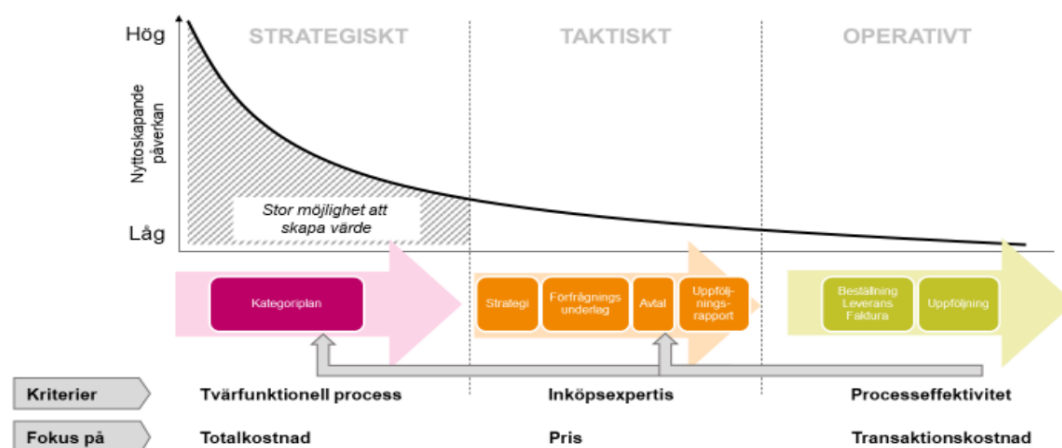 Hög
STRATEGISKT
TAKTISKT
OPERATIVT
Nyttoskapande
påverkan
Stor möjlighet att
skapa värde
Låg
Kategoriplan
Strategi
Förfrågnings
underlag
Avtal
Uppfölj-
nings-
rapport
Beställning
Leverans
Faktura
Uppföljning
Kriterier
Tvärfunktionell process
Inköpsexpertis
Processeffektivitet
Fokus på
Totalkostnad
Pris
Transaktionskostnad